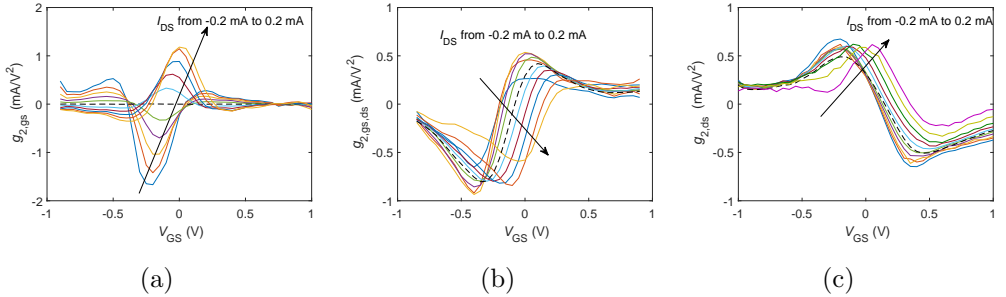 I_DS from -0.2 mA to 0.2 mA
g_2,gs (mA/V²)
2
1
0
-1
-2
-1 -0.5 0 0.5 1
V_GS (V)
(a)
I_DS from -0.2 mA to 0.2 mA
g_2,gs,ds (mA/V²)
1
0.5
0
-0.5
-1
-1 -0.5 0 0.5 1
V_GS (V)
(b)
I_DS from -0.2 mA to 0.2 mA
g_2,ds (mA/V²)
1
0.5
0
-0.5
-1
-1 -0.5 0 0.5 1
V_GS (V)
(c)